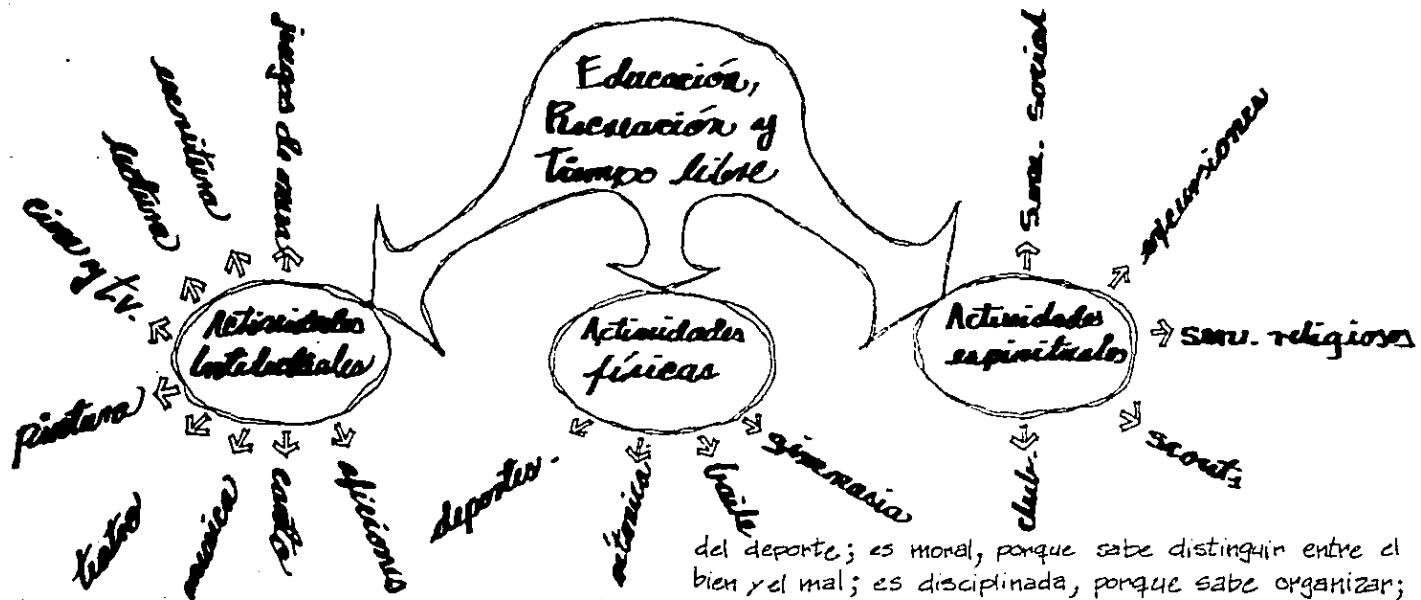 Educación,
Recreación y
tiempo libre
juegos de mesa
escritura
lectura
cine y tv.
Actividades
Intelectuales
pintura
teatro
música
canto
aficiones
Actividades
físicas
deportes.
rítmica
baile
gimnasia
Actividades
espirituales
serv. social
excursiones
serv. religiosos
scouts
club.
del deporte; es moral, porque sabe distinguir entre el
bien y el mal; es disciplinada, porque sabe organizar;